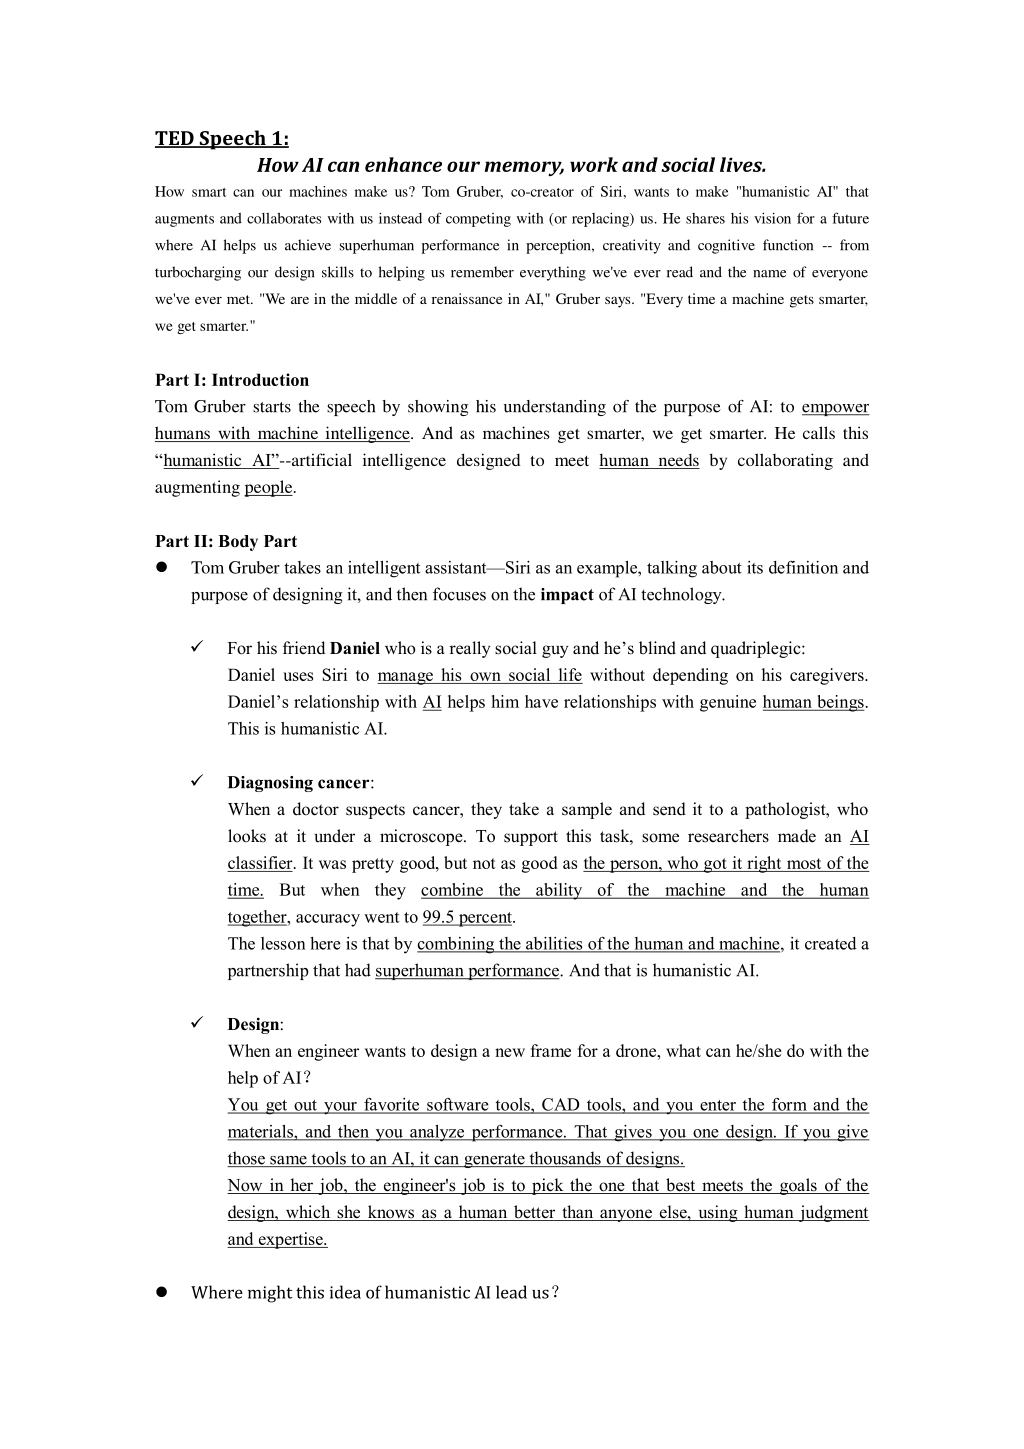 TED Speech 1:
How AI can enhance our memory, work and social lives.
How smart can our machines make us? Tom Gruber, co-creator of Siri, wants to make "humanistic AI" that
augments and collaborates with us instead of competing with (or replacing) us. He shares his vision for a future
where AI helps us achieve superhuman performance in perception, creativity and cognitive function -- from
turbocharging our design skills to helping us remember everything we've ever read and the name of everyone
we've ever met. "We are in the middle of a renaissance in AI," Gruber says. "Every time a machine gets smarter,
we get smarter."
Part I: Introduction
Tom Gruber starts the speech by showing his understanding of the purpose of AI: to empower
humans with machine intelligence. And as machines get smarter, we get smarter. He calls this
“humanistic AI”--artificial intelligence designed to meet human needs by collaborating and
augmenting people.
Part II: Body Part
● Tom Gruber takes an intelligent assistant—Siri as an example, talking about its definition and
purpose of designing it, and then focuses on the impact of AI technology.
✓ For his friend Daniel who is a really social guy and he’s blind and quadriplegic:
Daniel uses Siri to manage his own social life without depending on his caregivers.
Daniel’s relationship with AI helps him have relationships with genuine human beings.
This is humanistic AI.
✓ Diagnosing cancer:
When a doctor suspects cancer, they take a sample and send it to a pathologist, who
looks at it under a microscope. To support this task, some researchers made an AI
classifier. It was pretty good, but not as good as the person, who got it right most of the
time. But when they combine the ability of the machine and the human
together, accuracy went to 99.5 percent.
The lesson here is that by combining the abilities of the human and machine, it created a
partnership that had superhuman performance. And that is humanistic AI.
✓ Design:
When an engineer wants to design a new frame for a drone, what can he/she do with the
help of AI？
You get out your favorite software tools, CAD tools, and you enter the form and the
materials, and then you analyze performance. That gives you one design. If you give
those same tools to an AI, it can generate thousands of designs.
Now in her job, the engineer's job is to pick the one that best meets the goals of the
design, which she knows as a human better than anyone else, using human judgment
and expertise.
● Where might this idea of humanistic AI lead us？